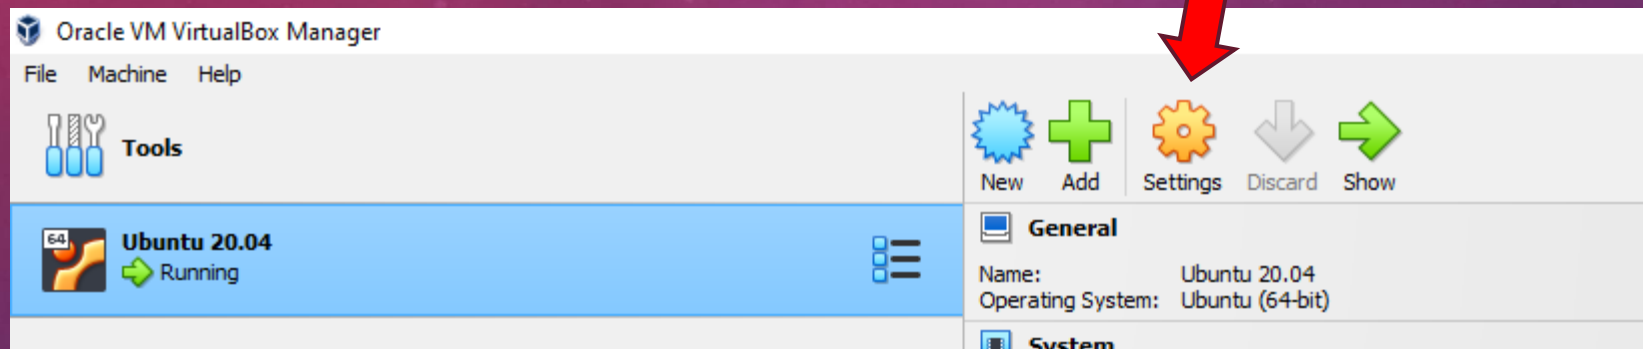 Oracle VM VirtualBox Manager
File Machine Help
Tools
New Add Settings Discard Show
64
Ubuntu 20.04
Running
General
Name: Ubuntu 20.04
Operating System: Ubuntu (64-bit)
System